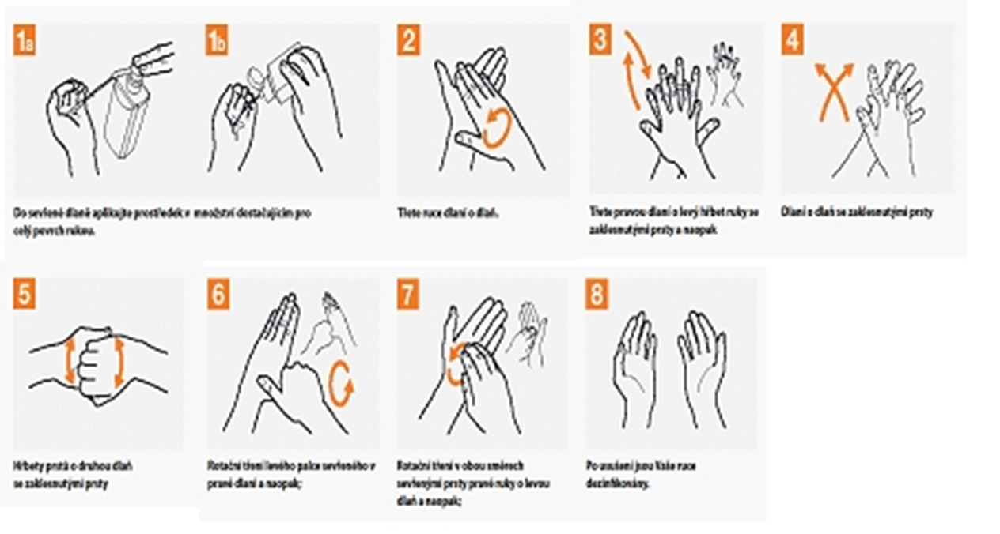 1a
1b
2
3
4
Do sevřené dlaně aplikujte prostředek v množství dostačujícím pro
celý povrch rukou.
Třete ruce dlaní o dlaň.
Třete pravou dlaní o levý hřbet ruky se
zaklesnutými prsty a naopak
Dlaní o dlaň se zaklesnutými prsty
5
6
7
8
Hřbety prstů o druhou dlaň
se zaklesnutými prsty
Rotační tření levého palce sevřeného v
pravé dlani a naopak;
Rotační tření v obou směrech
sevřenými prsty pravé ruky o levou
dlaň a naopak;
Po usušení jsou Vaše ruce
dezinfikovány.